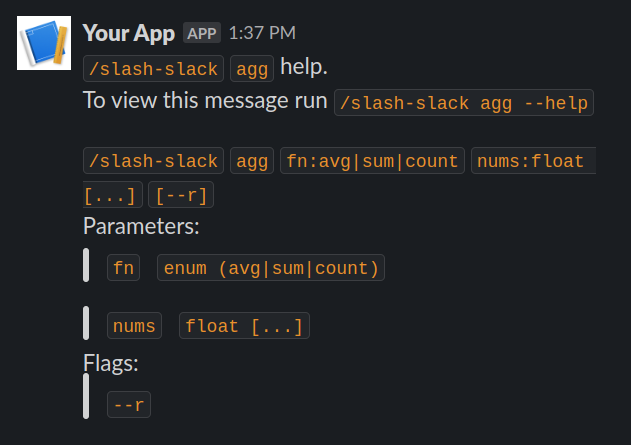 Your App APP 1:37 PM
/slash-slack agg help.
To view this message run /slash-slack agg --help
/slash-slack agg fn:avg|sum|count nums:float
[...] [--r]
Parameters:
fn enum (avg|sum|count)
nums float [...]
Flags:
--r